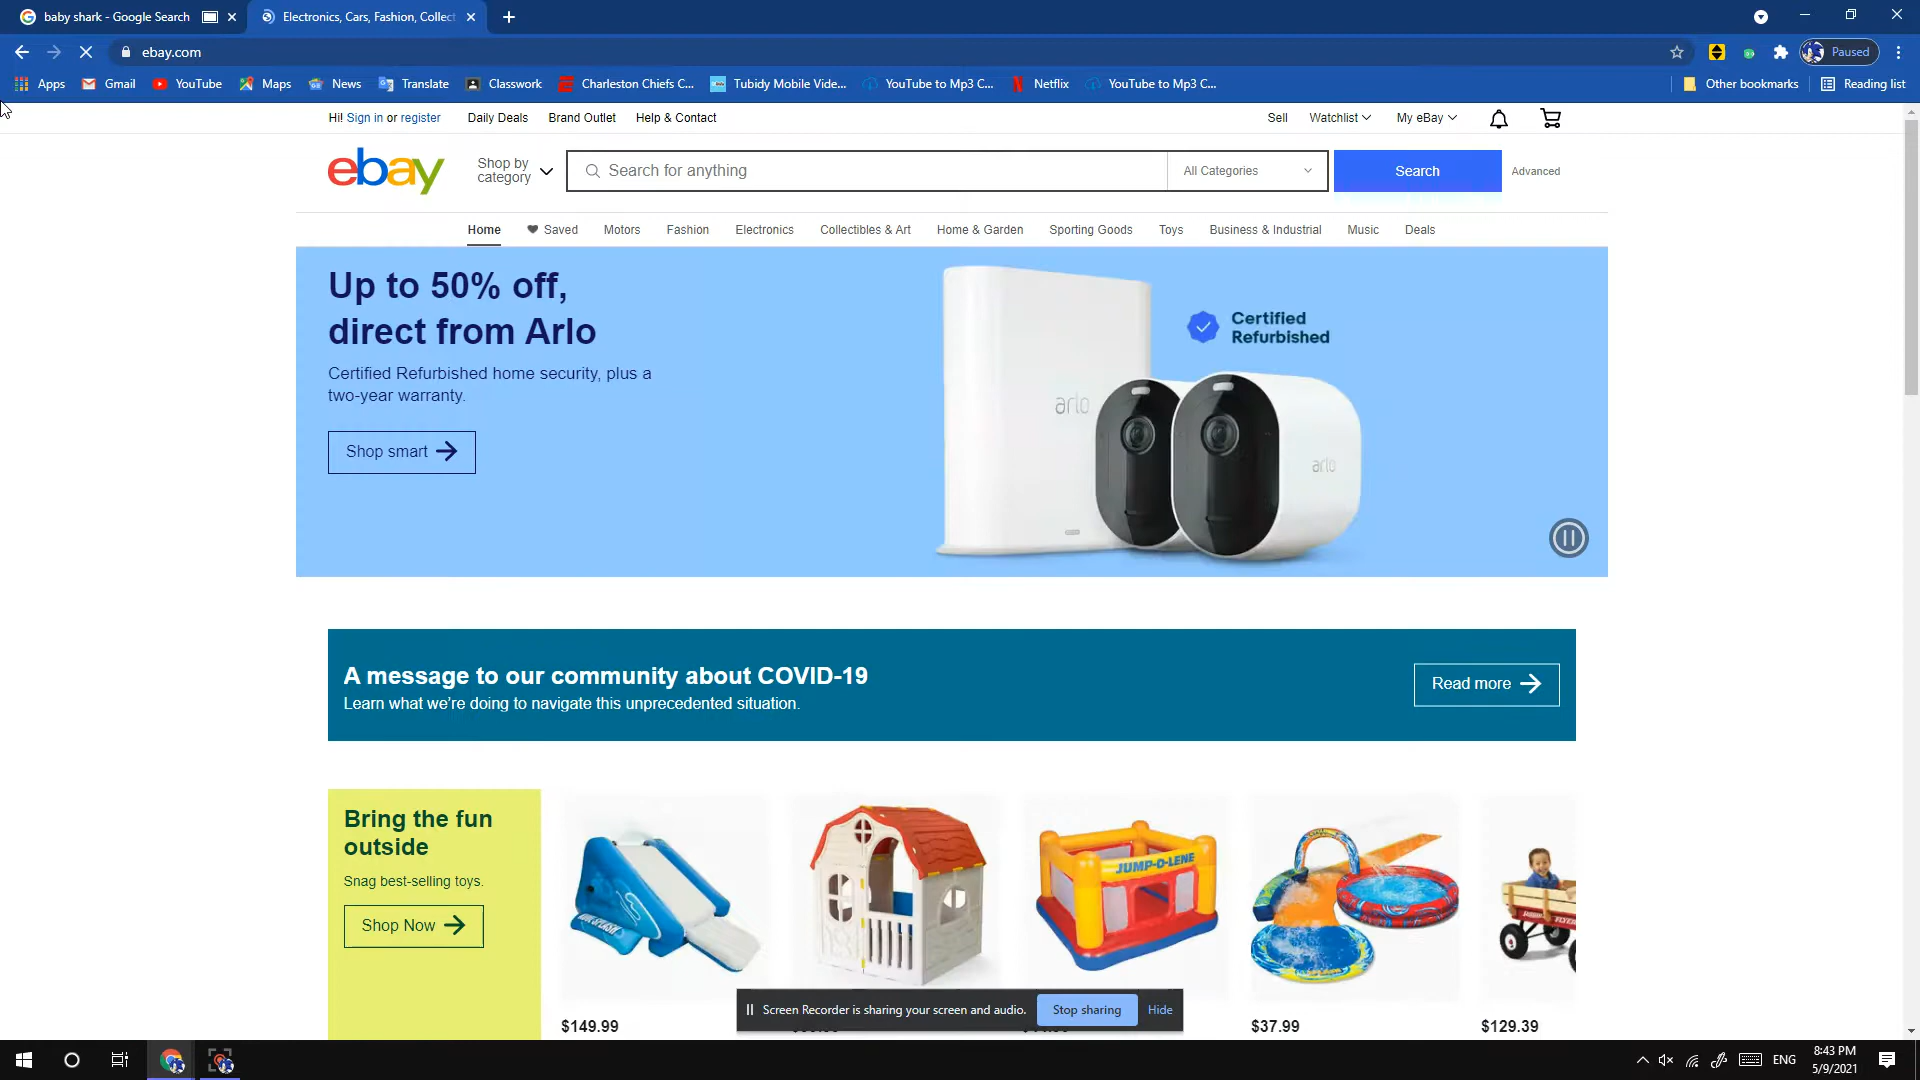 baby shark - Google Search
Electronics, Cars, Fashion, Collect
ebay.com
Paused
Apps
Gmail
YouTube
Maps
News
Translate
Classwork
Charleston Chiefs C...
Tubidy Mobile Vide...
YouTube to Mp3 C...
Netflix
YouTube to Mp3 C...
Other bookmarks
Reading list
Hi! Sign in or register
Daily Deals
Brand Outlet
Help & Contact
Sell
Watchlist
My eBay
ebay
Shop by
category
Search for anything
All Categories
Search
Advanced
Home
Saved
Motors
Fashion
Electronics
Collectibles & Art
Home & Garden
Sporting Goods
Toys
Business & Industrial
Music
Deals
Up to 50% off,
direct from Arlo
Certified Refurbished home security, plus a
two-year warranty.
Shop smart
Certified
Refurbished
arlo
arlo
A message to our community about COVID-19
Learn what we're doing to navigate this unprecedented situation.
Read more
Bring the fun
outside
Snag best-selling toys.
Shop Now
JUMP-O-LENE
$149.99
$37.99
$129.39
Screen Recorder is sharing your screen and audio.
Stop sharing
Hide
ENG
8:43 PM
5/9/2021